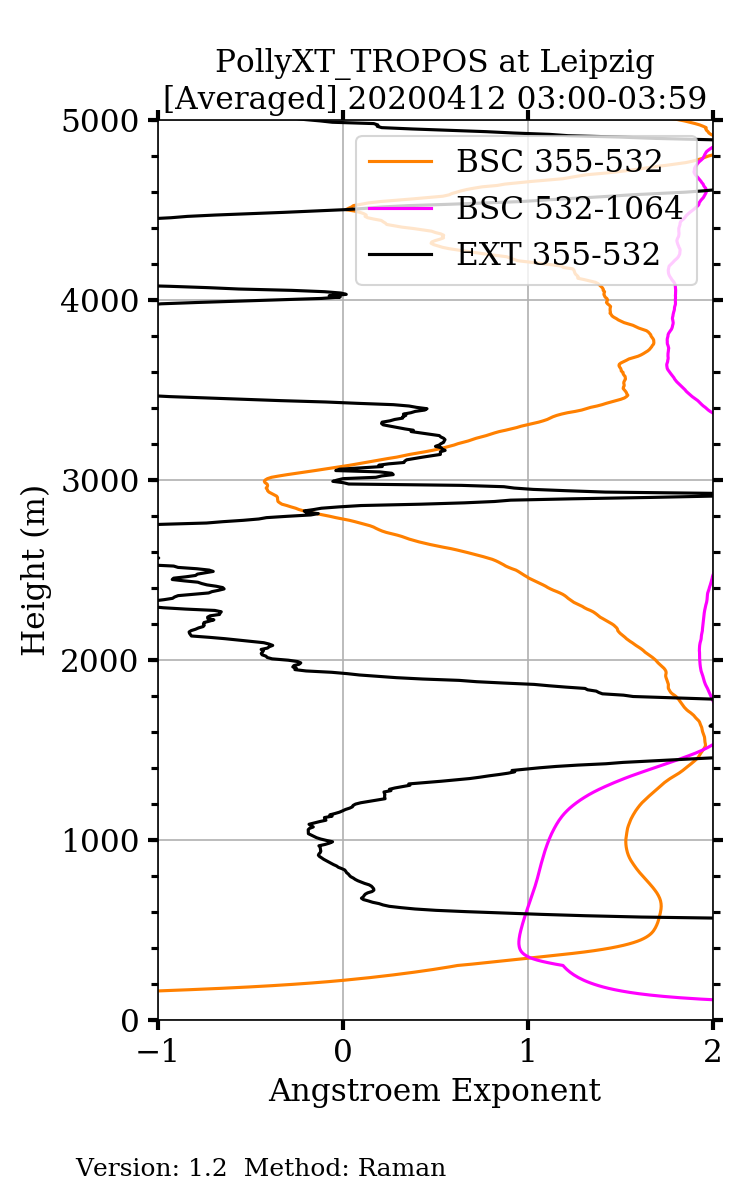 PollyXT_TROPOS at Leipzig
[Averaged] 20200412 03:00-03:59
5000
BSC 355-532
BSC 532-1064
EXT 355-532
4000
3000
Height (m)
2000
1000
0
−1 0 1 2
Angstroem Exponent
Version: 1.2 Method: Raman